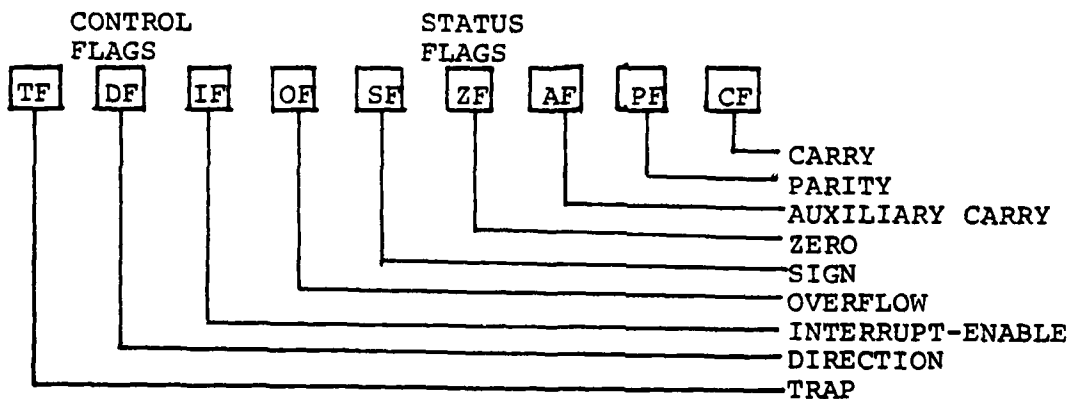 CONTROL
FLAGS
STATUS
FLAGS
TF DF IF OF SF ZF AF PF CF
CARRY
PARITY
AUXILIARY CARRY
ZERO
SIGN
OVERFLOW
INTERRUPT-ENABLE
DIRECTION
TRAP